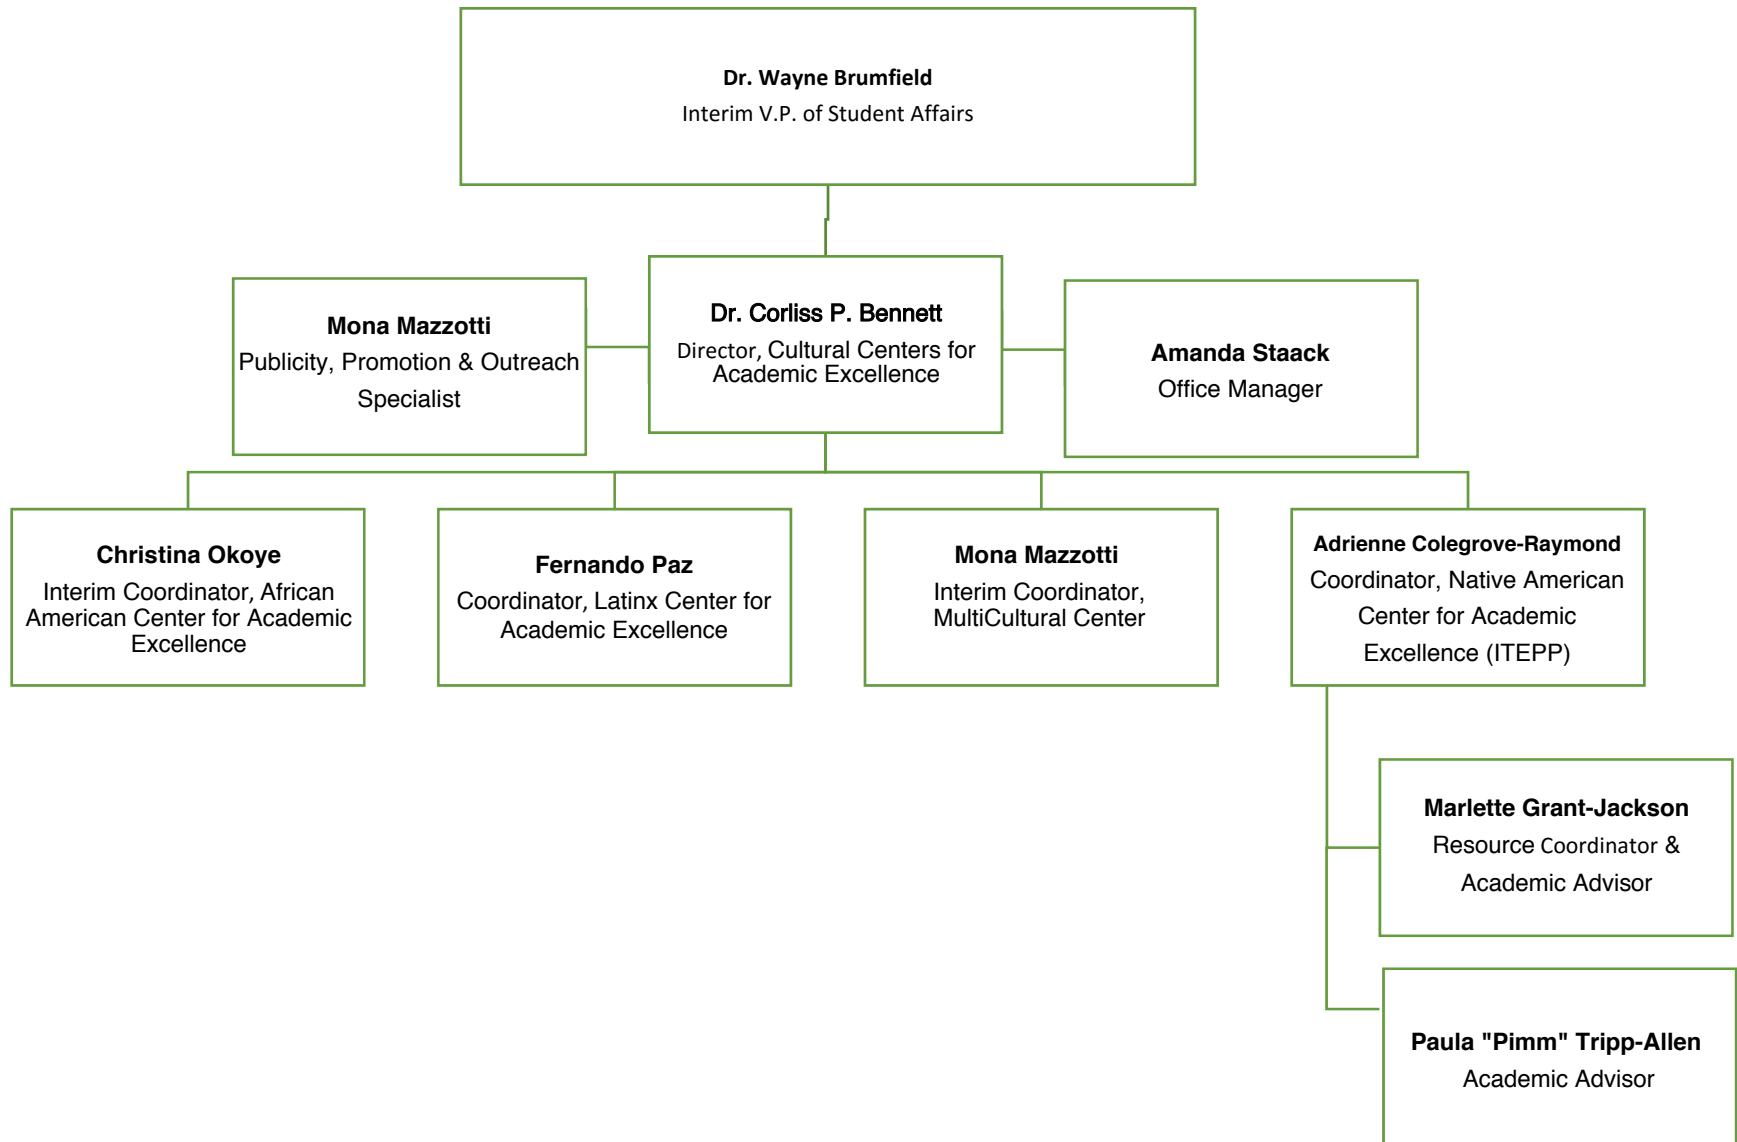 Dr. Wayne Brumfield
Interim V.P. of Student Affairs
Mona Mazzotti
Publicity, Promotion & Outreach
Specialist
Dr. Corliss P. Bennett
Director, Cultural Centers for
Academic Excellence
Amanda Staack
Office Manager
Christina Okoye
Interim Coordinator, African
American Center for Academic
Excellence
Fernando Paz
Coordinator, Latinx Center for
Academic Excellence
Mona Mazzotti
Interim Coordinator,
MultiCultural Center
Adrienne Colegrove-Raymond
Coordinator, Native American
Center for Academic
Excellence (ITEPP)
Marlette Grant-Jackson
Resource Coordinator &
Academic Advisor
Paula "Pimm" Tripp-Allen
Academic Advisor